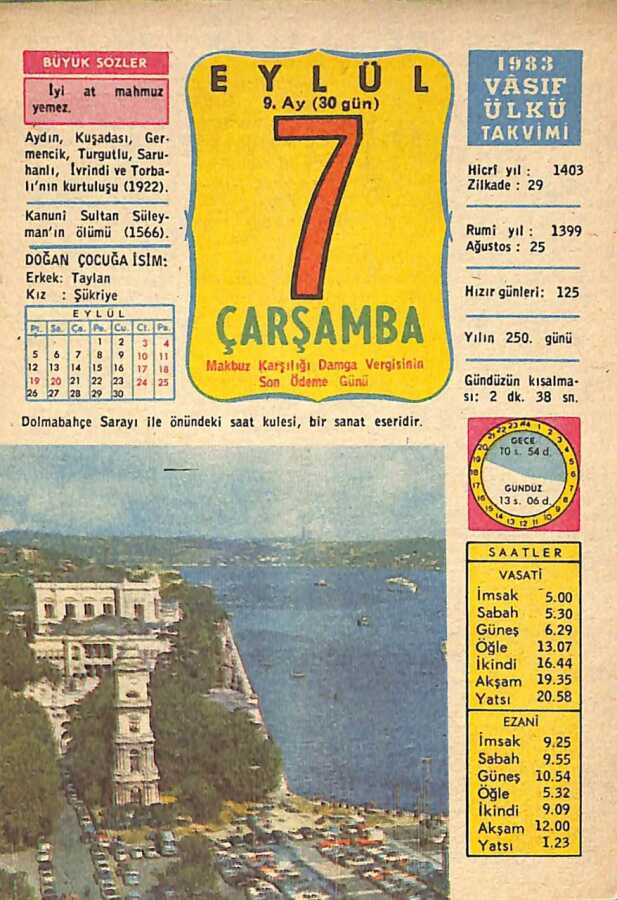 BÜYÜK SÖZLER
İyi at mahmuz
yemez.
Aydın, Kuşadası, Ger-
mencik, Turgutlu, Saru-
hanlı, İvrindi ve Torba-
lı'nın kurtuluşu (1922).
Kanunî Sultan Süley-
man'ın ölümü (1566).
DOĞAN ÇOCUĞA İSİM:
Erkek: Taylan
Kız : Şükriye
EYLÜL
Pt. Sa. Ça. Pe. Cu. Ct. Pa.
1 2 3 4
5 6 7 8 9 10 11
12 13 14 15 16 17 18
19 20 21 22 23 24 25
26 27 28 29 30
EYLÜL
9. Ay (30 gün)
7
ÇARŞAMBA
Makbuz Karşılığı Damga Vergisinin
Son Ödeme Günü
1983
VÂSIF
ÜLKÜ
TAKVİMİ
Hicrî yıl : 1403
Zilkade : 29
Rumî yıl : 1399
Ağustos : 25
Hızır günleri: 125
Yılın 250. günü
Gündüzün kısalma-
sı: 2 dk. 38 sn.
Dolmabahçe Sarayı ile önündeki saat kulesi, bir sanat eseridir.
GECE
10 s. 54 d.
GÜNDÜZ
13 s. 06 d.
SAATLER
VASATİ
İmsak 5.00
Sabah 5.30
Güneş 6.29
Öğle 13.07
İkindi 16.44
Akşam 19.35
Yatsı 20.58
EZANİ
İmsak 9.25
Sabah 9.55
Güneş 10.54
Öğle 5.32
İkindi 9.09
Akşam 12.00
Yatsı 1.23